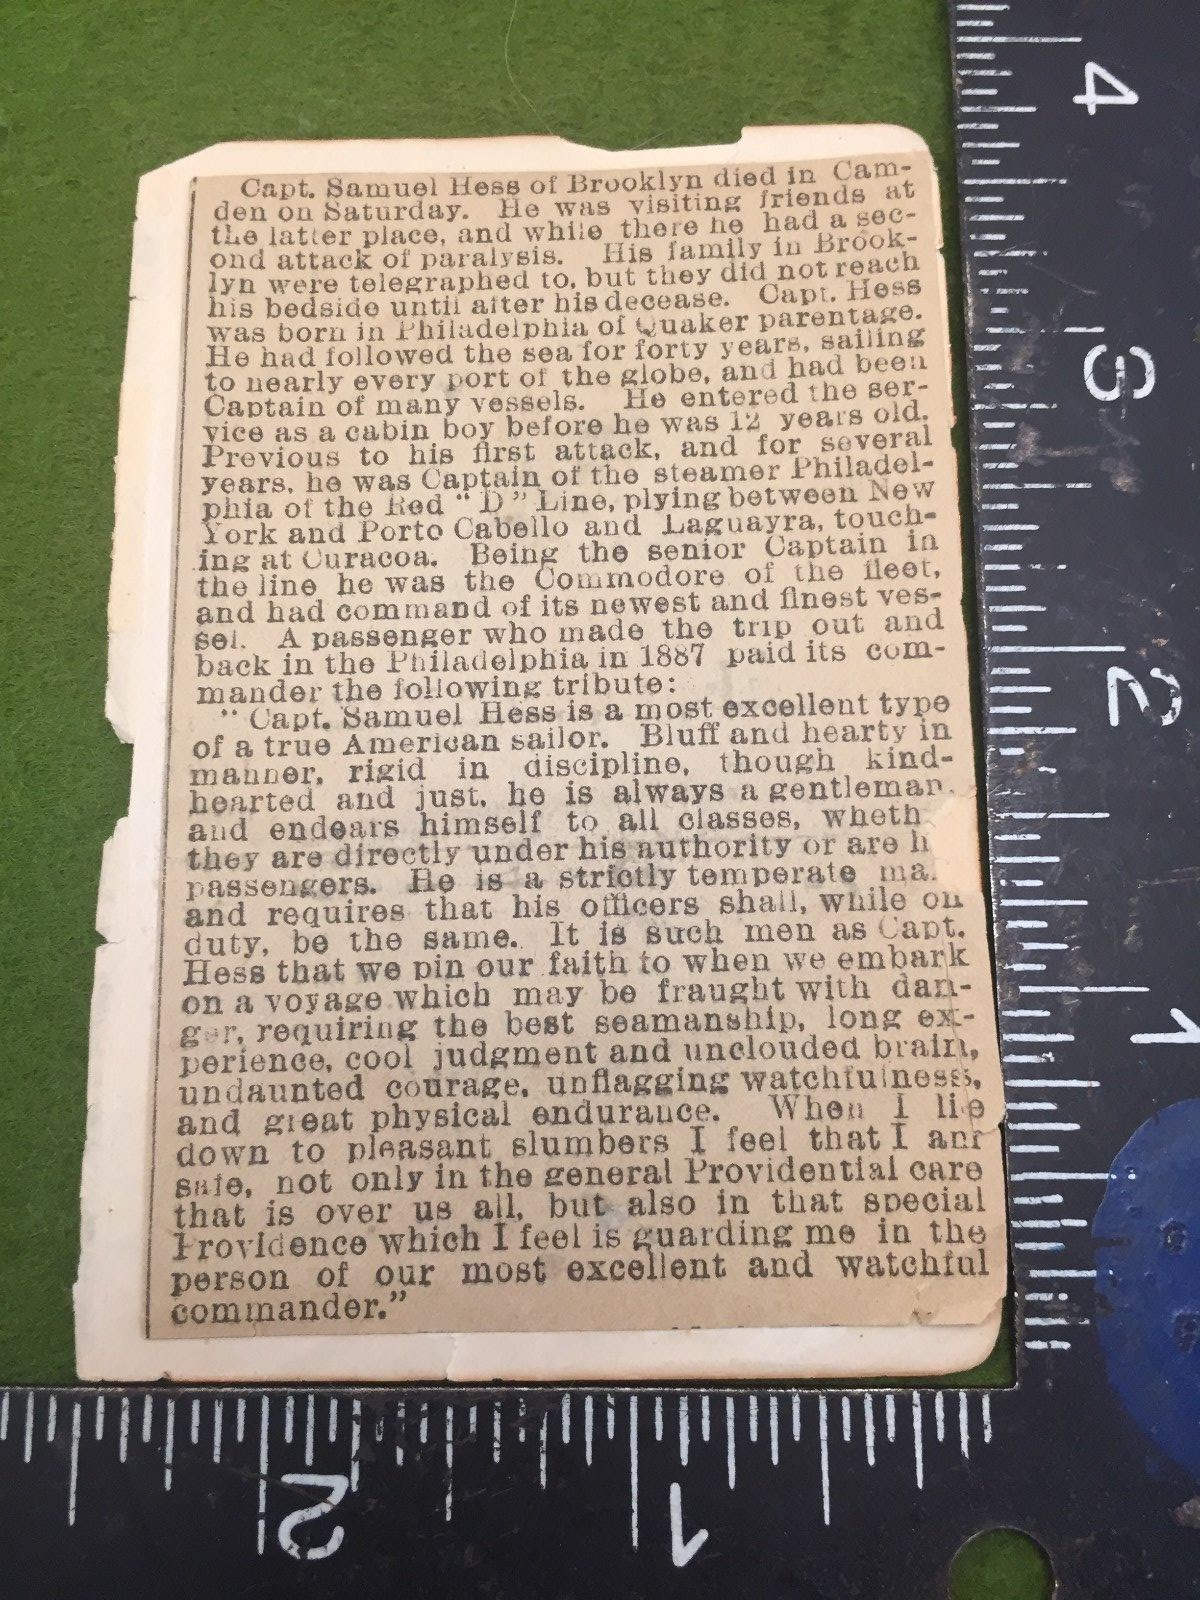 Capt. Samuel Hess of Brooklyn died in Cam-
den on Saturday. He was visiting friends at
the latter place, and while there he had a sec-
ond attack of paralysis. His family in Brook-
lyn were telegraphed to, but they did not reach
his bedside until after his decease. Capt. Hess
was born in Philadelphia of Quaker parentage.
He had followed the sea for forty years, sailing
to nearly every port of the globe, and had been
Captain of many vessels. He entered the ser-
vice as a cabin boy before he was 12 years old.
Previous to his first attack, and for several
years, he was Captain of the steamer Philadel-
phia of the Red "D" Line, plying between New
York and Porto Cabello and Laguayra, touch-
ing at Curacoa. Being the senior Captain in
the line he was the Commodore of the fleet,
and had command of its newest and finest ves-
sel. A passenger who made the trip out and
back in the Philadelphia in 1887 paid its com-
mander the following tribute:
"Capt. Samuel Hess is a most excellent type
of a true American sailor. Bluff and hearty in
manner, rigid in discipline, though kind-
hearted and just, he is always a gentleman,
and endears himself to all classes, wheth
they are directly under his authority or are h
passengers. He is a strictly temperate ma
and requires that his officers shall, while on
duty, be the same. It is such men as Capt.
Hess that we pin our faith to when we embark
on a voyage which may be fraught with dan-
ger, requiring the best seamanship, long ex-
perience, cool judgment and unclouded brain,
undaunted courage, unflagging watchfulness,
and great physical endurance. When I lie
down to pleasant slumbers I feel that I am
safe, not only in the general Providential care
that is over us all, but also in that special
Providence which I feel is guarding me in the
person of our most excellent and watchful
commander."
4
3
2
1
2
1